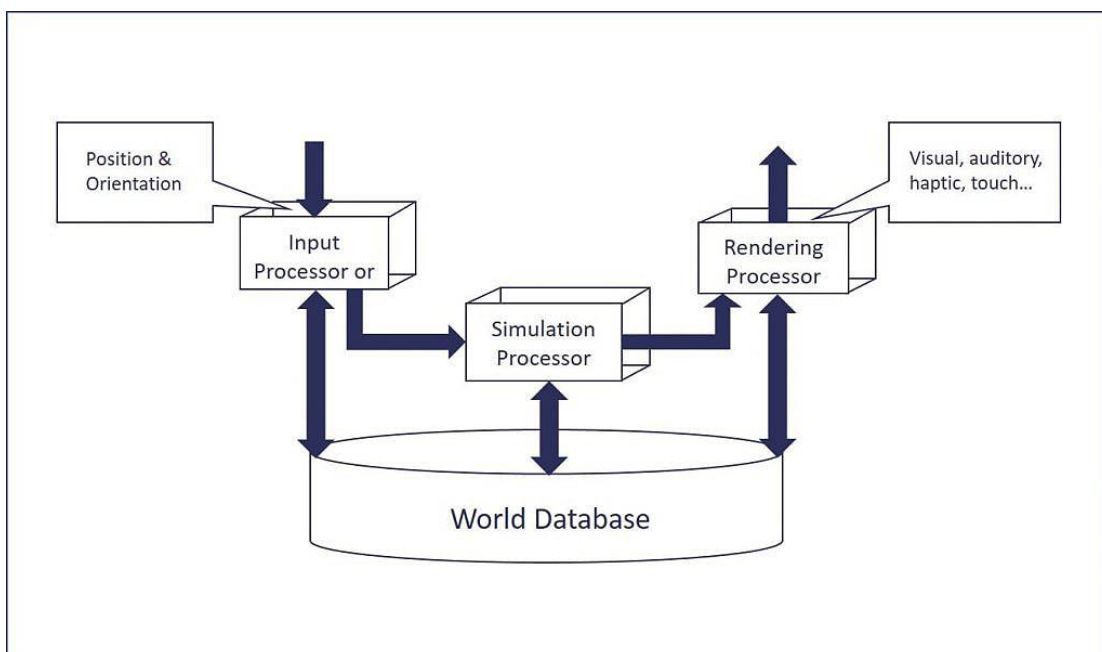 Position &
Orientation
Input
Processor or
Simulation
Processor
Rendering
Processor
Visual, auditory,
haptic, touch...
World Database